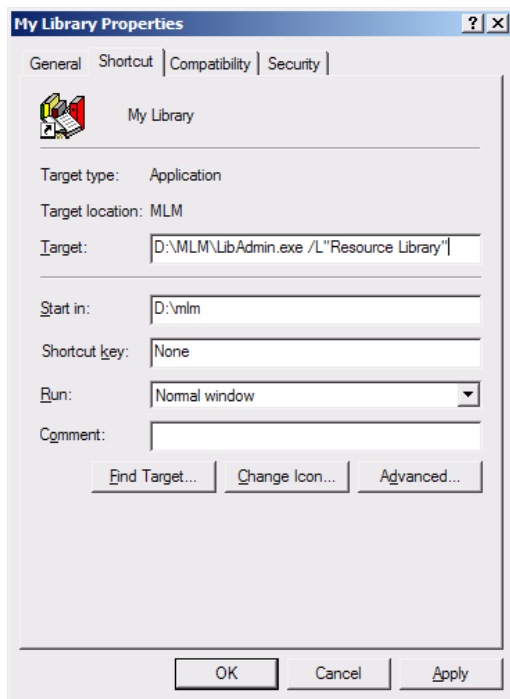 My Library Properties
General Shortcut Compatibility Security
My Library
Target type: Application
Target location: MLM
Target: D:\MLM\LibAdmin.exe /L"Resource Library"
Start in: D:\mlm
Shortcut key: None
Run: Normal window
Comment:
Find Target... Change Icon... Advanced...
OK Cancel Apply